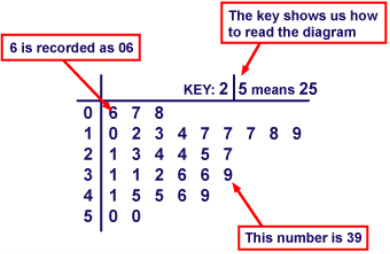 The key shows us how
to read the diagram
6 is recorded as 06
KEY: 2 | 5 means 25
0 | 6 7 8
1 | 0 2 3 4 7 7 7 8 9
2 | 1 3 4 4 5 7
3 | 1 1 2 6 6 9
4 | 1 5 5 6 9
5 | 0 0
This number is 39